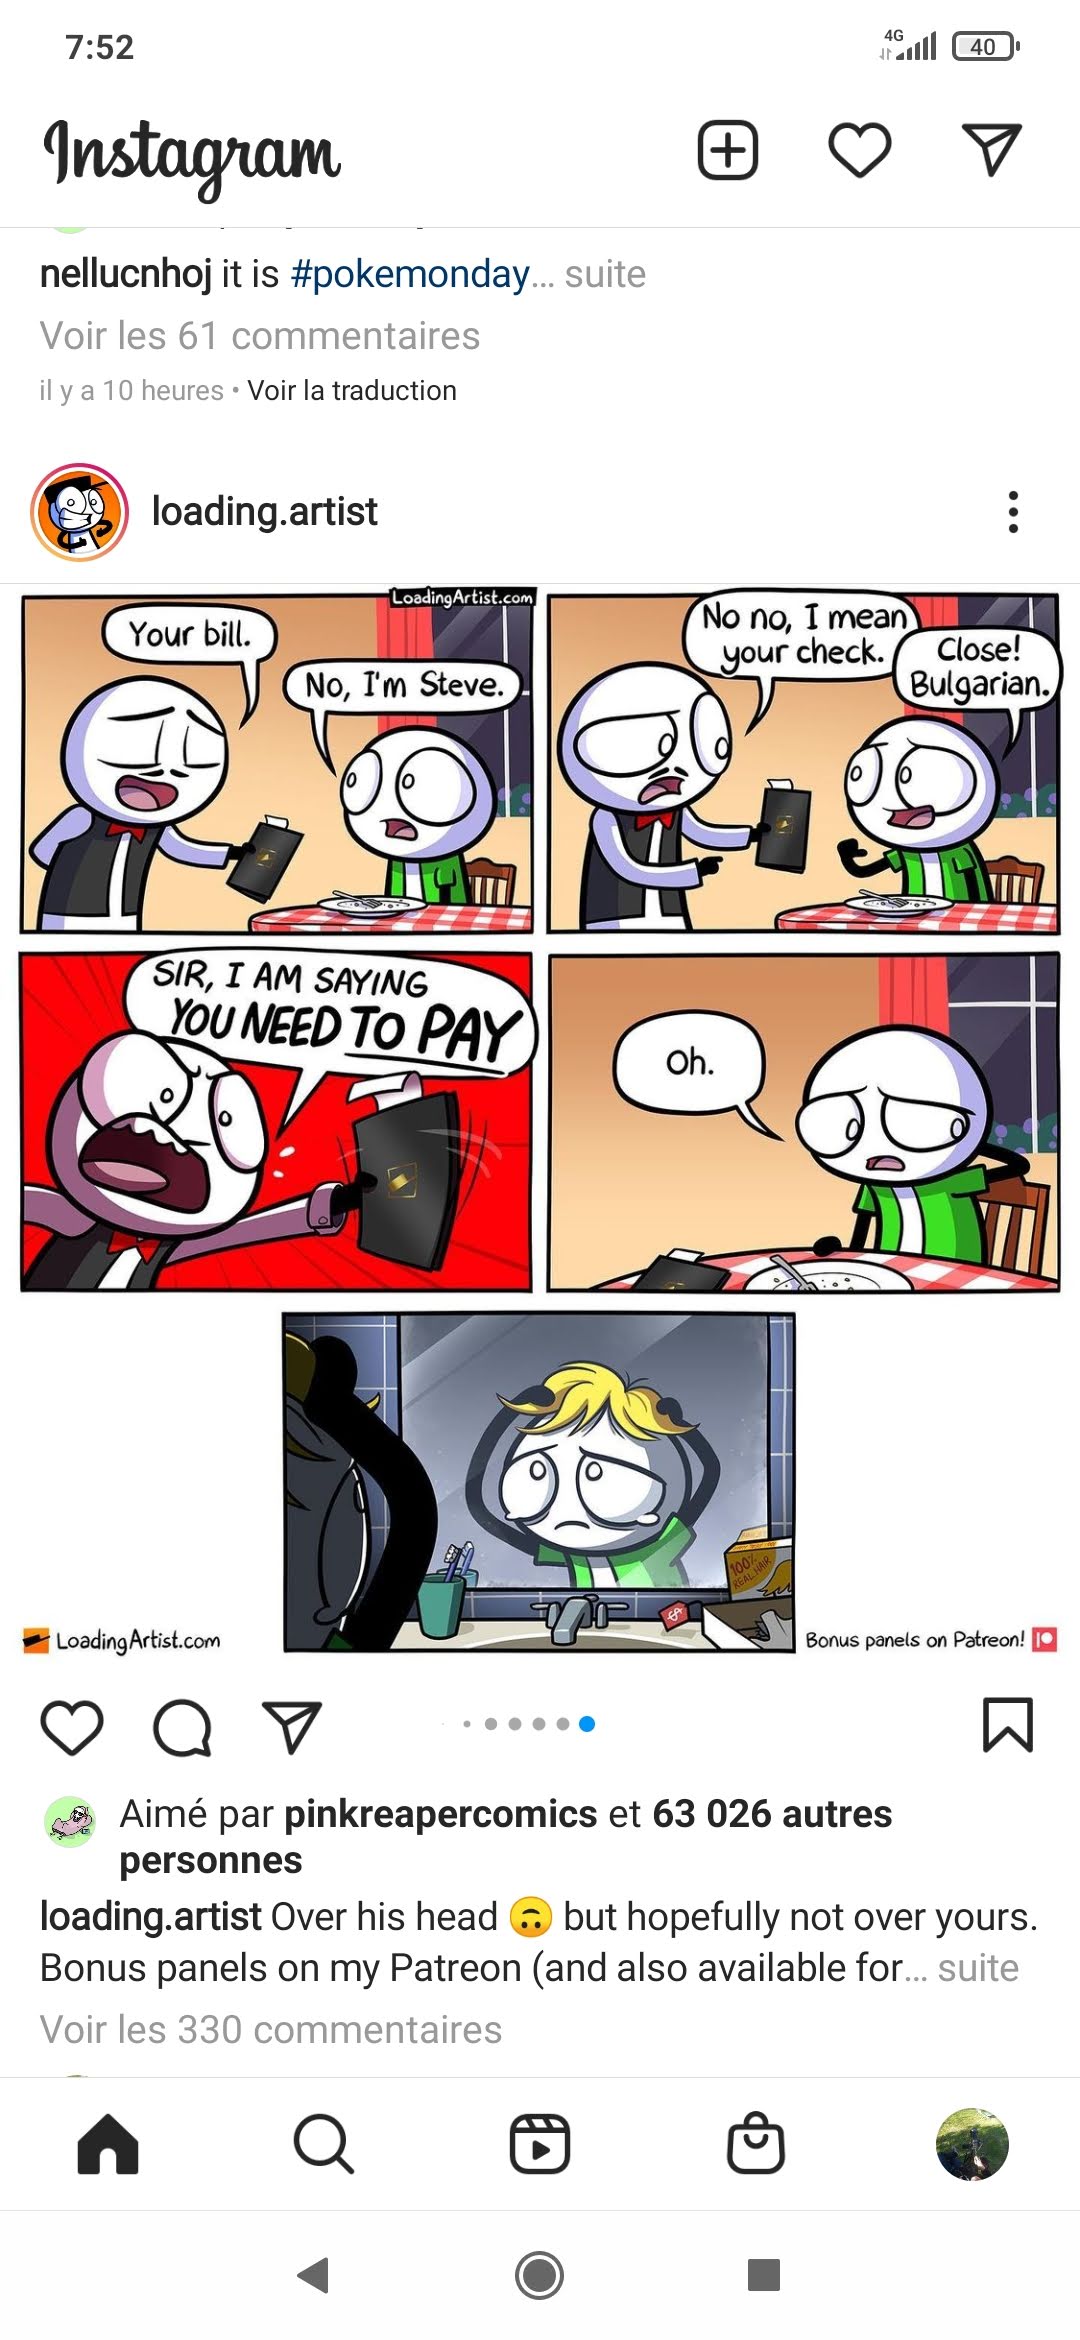 7:52
4G
40
Instagram
nellucnhoj it is #pokemonday... suite
Voir les 61 commentaires
il y a 10 heures • Voir la traduction
loading.artist
LoadingArtist.com
Your bill.
No, I'm Steve.
No no, I mean
your check.
Close!
Bulgarian.
SIR, I AM SAYING
YOU NEED TO PAY
Oh.
100%
REAL HAIR
LoadingArtist.com
Bonus panels on Patreon!
Aimé par pinkreapercomics et 63 026 autres
personnes
loading.artist Over his head 🙃 but hopefully not over yours.
Bonus panels on my Patreon (and also available for... suite
Voir les 330 commentaires